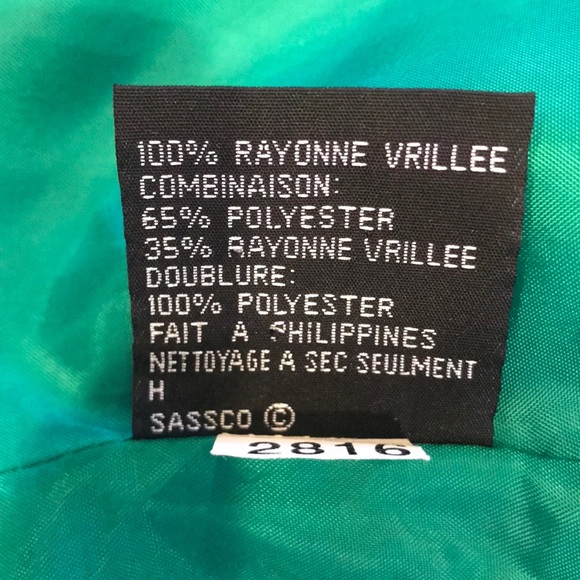 100% RAYONNE VRILLEE
COMBINAISON:
65% POLYESTER
35% RAYONNE VRILLEE
DOUBLURE:
100% POLYESTER
FAIT A PHILIPPINES
NETTOYAGE A SEC SEULMENT
H
SASSCO ©
2816